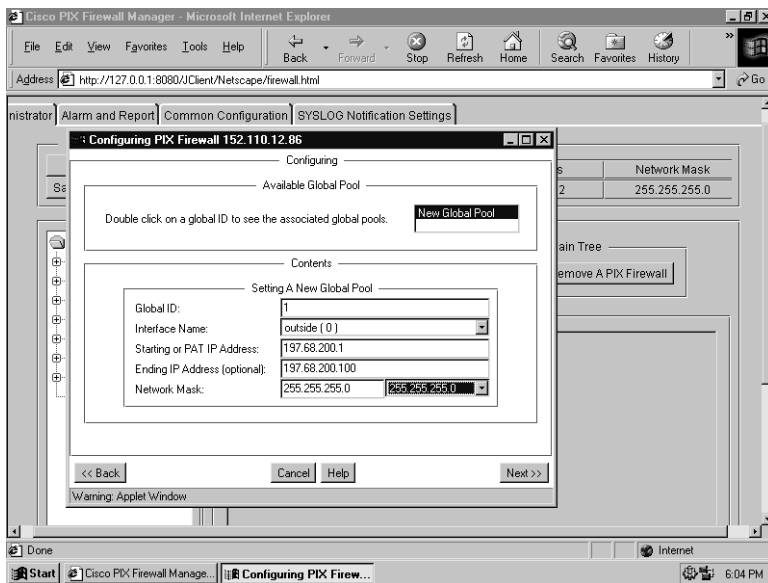 Cisco PIX Firewall Manager - Microsoft Internet Explorer
File Edit View Favorites Tools Help
Back Forward Stop Refresh Home Search Favorites History »
Address http://127.0.0.1:8080/JClient/Netscape/firewall.html Go
nistrator Alarm and Report Common Configuration SYSLOG Notification Settings
Configuring PIX Firewall 152.110.12.86
Configuring
Available Global Pool
Double click on a global ID to see the associated global pools.
New Global Pool
Contents
Setting A New Global Pool
Global ID: 1
Interface Name: outside ( 0 )
Starting or PAT IP Address: 197.68.200.1
Ending IP Address (optional): 197.68.200.100
Network Mask: 255.255.255.0 255.255.255.0
<< Back Cancel Help Next >>
Warning: Applet Window
Sa
s Network Mask
2 255.255.255.0
ain Tree
emove A PIX Firewall
Done Internet
Start Cisco PIX Firewall Manage... Configuring PIX Firew... 6:04 PM